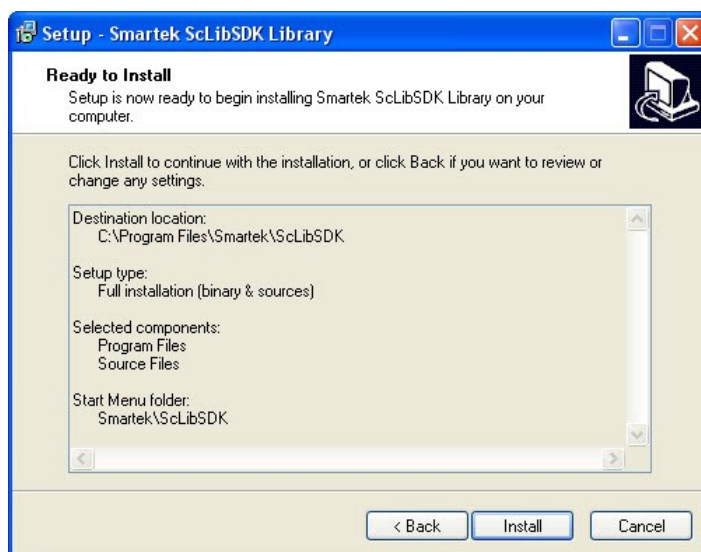 Setup - Smartek ScLibSDK Library
Ready to Install
Setup is now ready to begin installing Smartek ScLibSDK Library on your
computer.
Click Install to continue with the installation, or click Back if you want to review or
change any settings.
Destination location:
C:\Program Files\Smartek\ScLibSDK
Setup type:
Full installation (binary & sources)
Selected components:
Program Files
Source Files
Start Menu folder:
Smartek\ScLibSDK
< Back Install Cancel